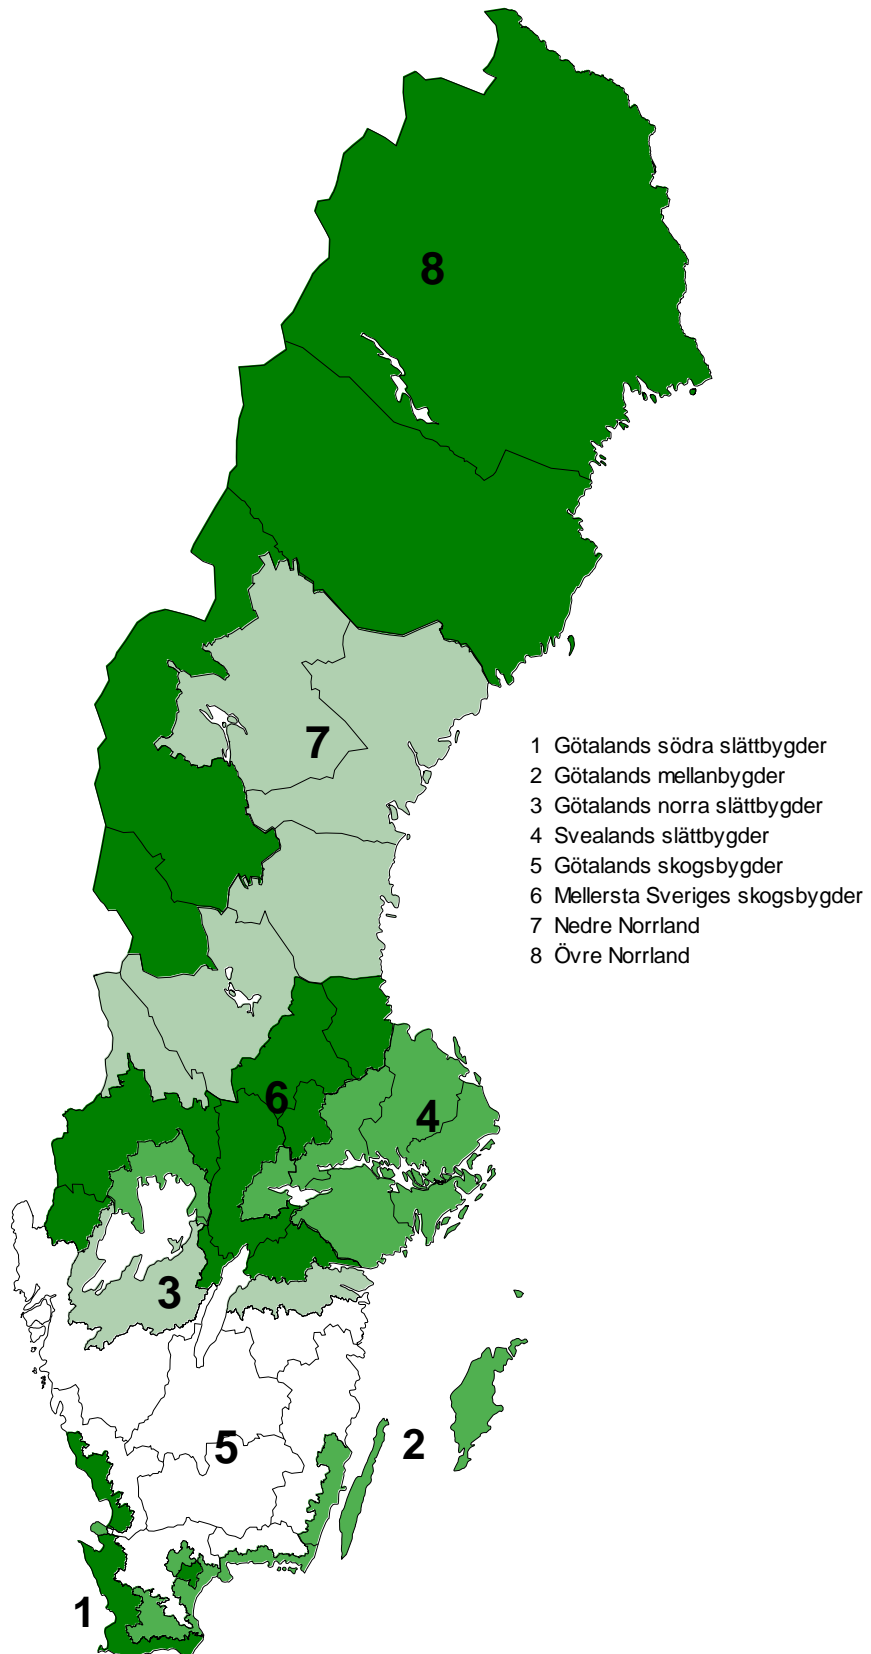 8
7
1 Götalands södra slättbygder
2 Götalands mellanbygder
3 Götalands norra slättbygder
4 Svealands slättbygder
5 Götalands skogsbygder
6 Mellersta Sveriges skogsbygder
7 Nedre Norrland
8 Övre Norrland
6
4
3
2
5
1